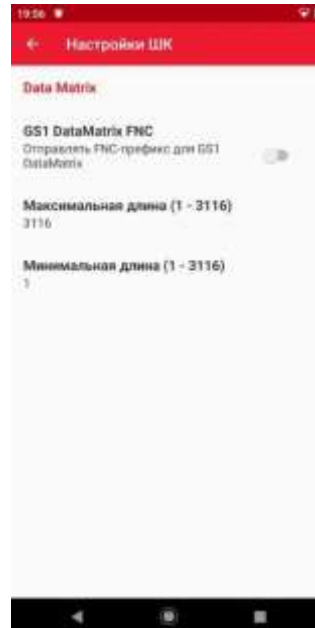 19:56
Настройки ШК
Data Matrix
GS1 DataMatrix FNC
Отправлять FNC-префикс для GS1
DataMatrix
Максимальная длина (1 - 3116)
3116
Минимальная длина (1 - 3116)
1